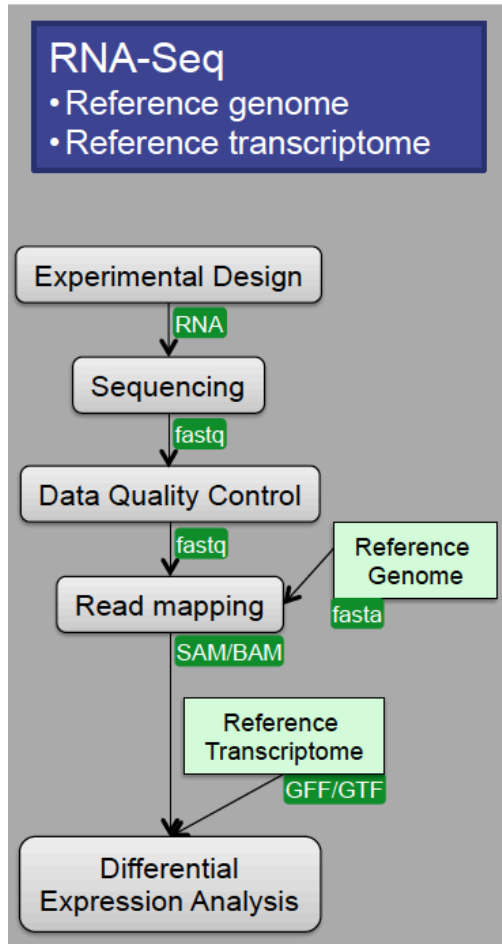 RNA-Seq
• Reference genome
• Reference transcriptome
Experimental Design
RNA
Sequencing
fastq
Data Quality Control
fastq
Reference
Genome
fasta
Read mapping
SAM/BAM
Reference
Transcriptome
GFF/GTF
Differential
Expression Analysis